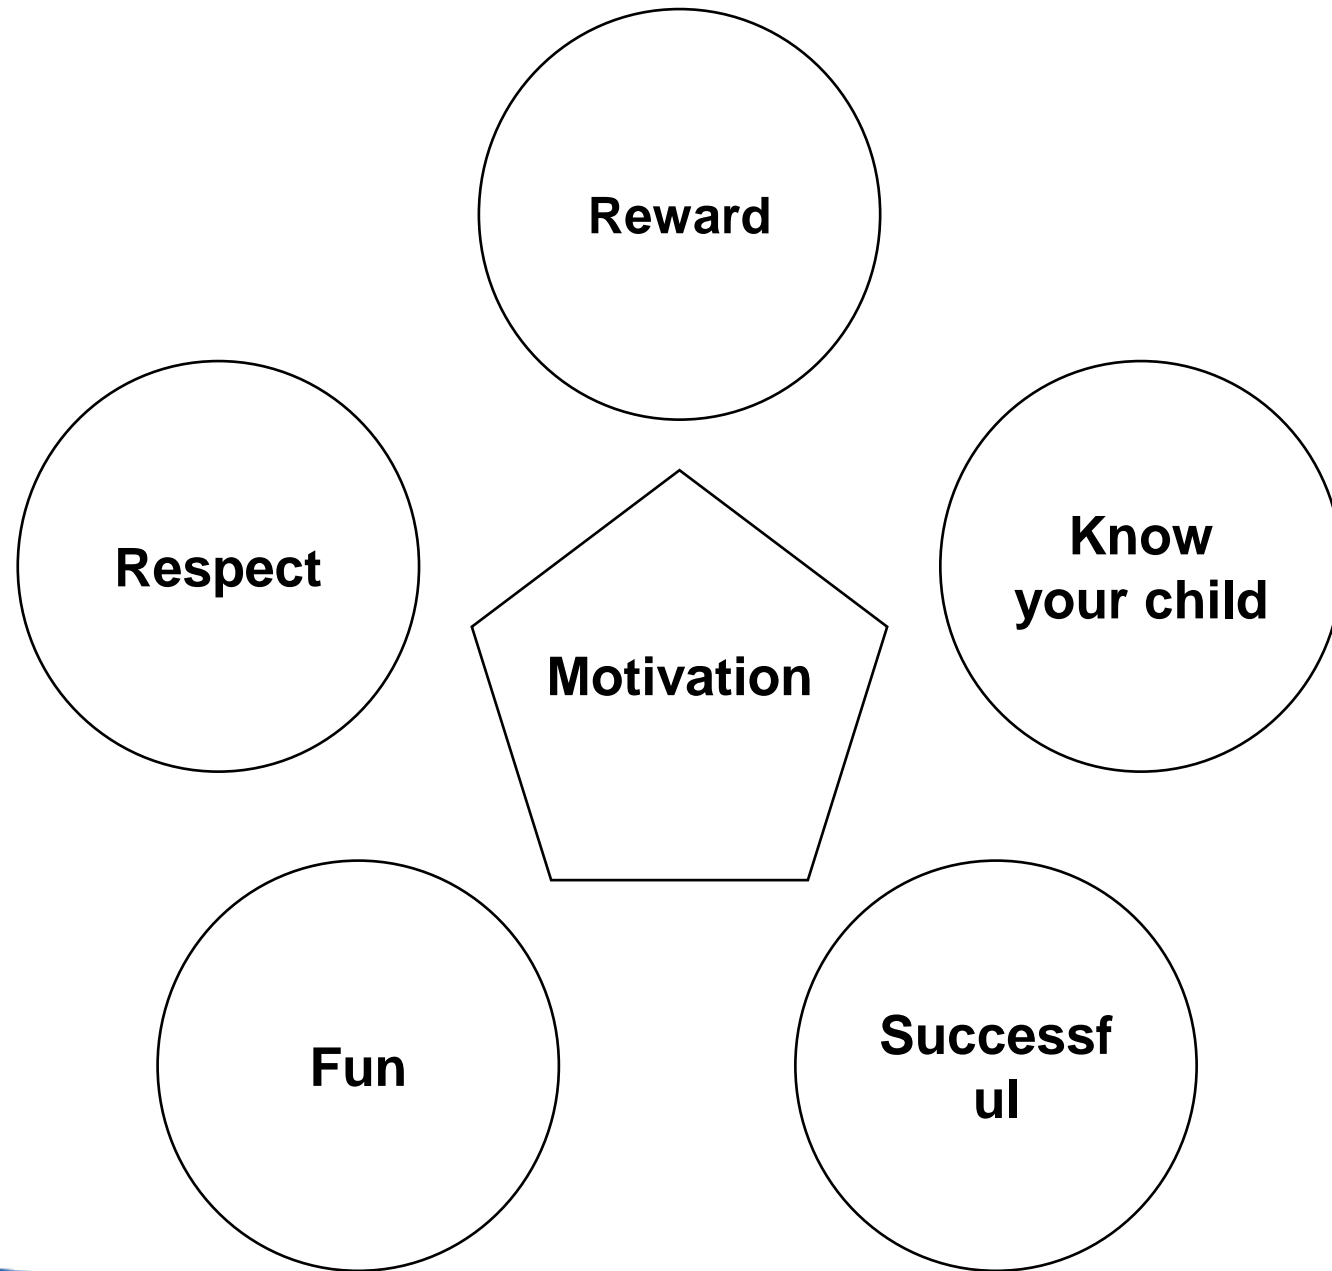 Reward
Respect
Know
your child
Motivation
Fun
Successf
ul